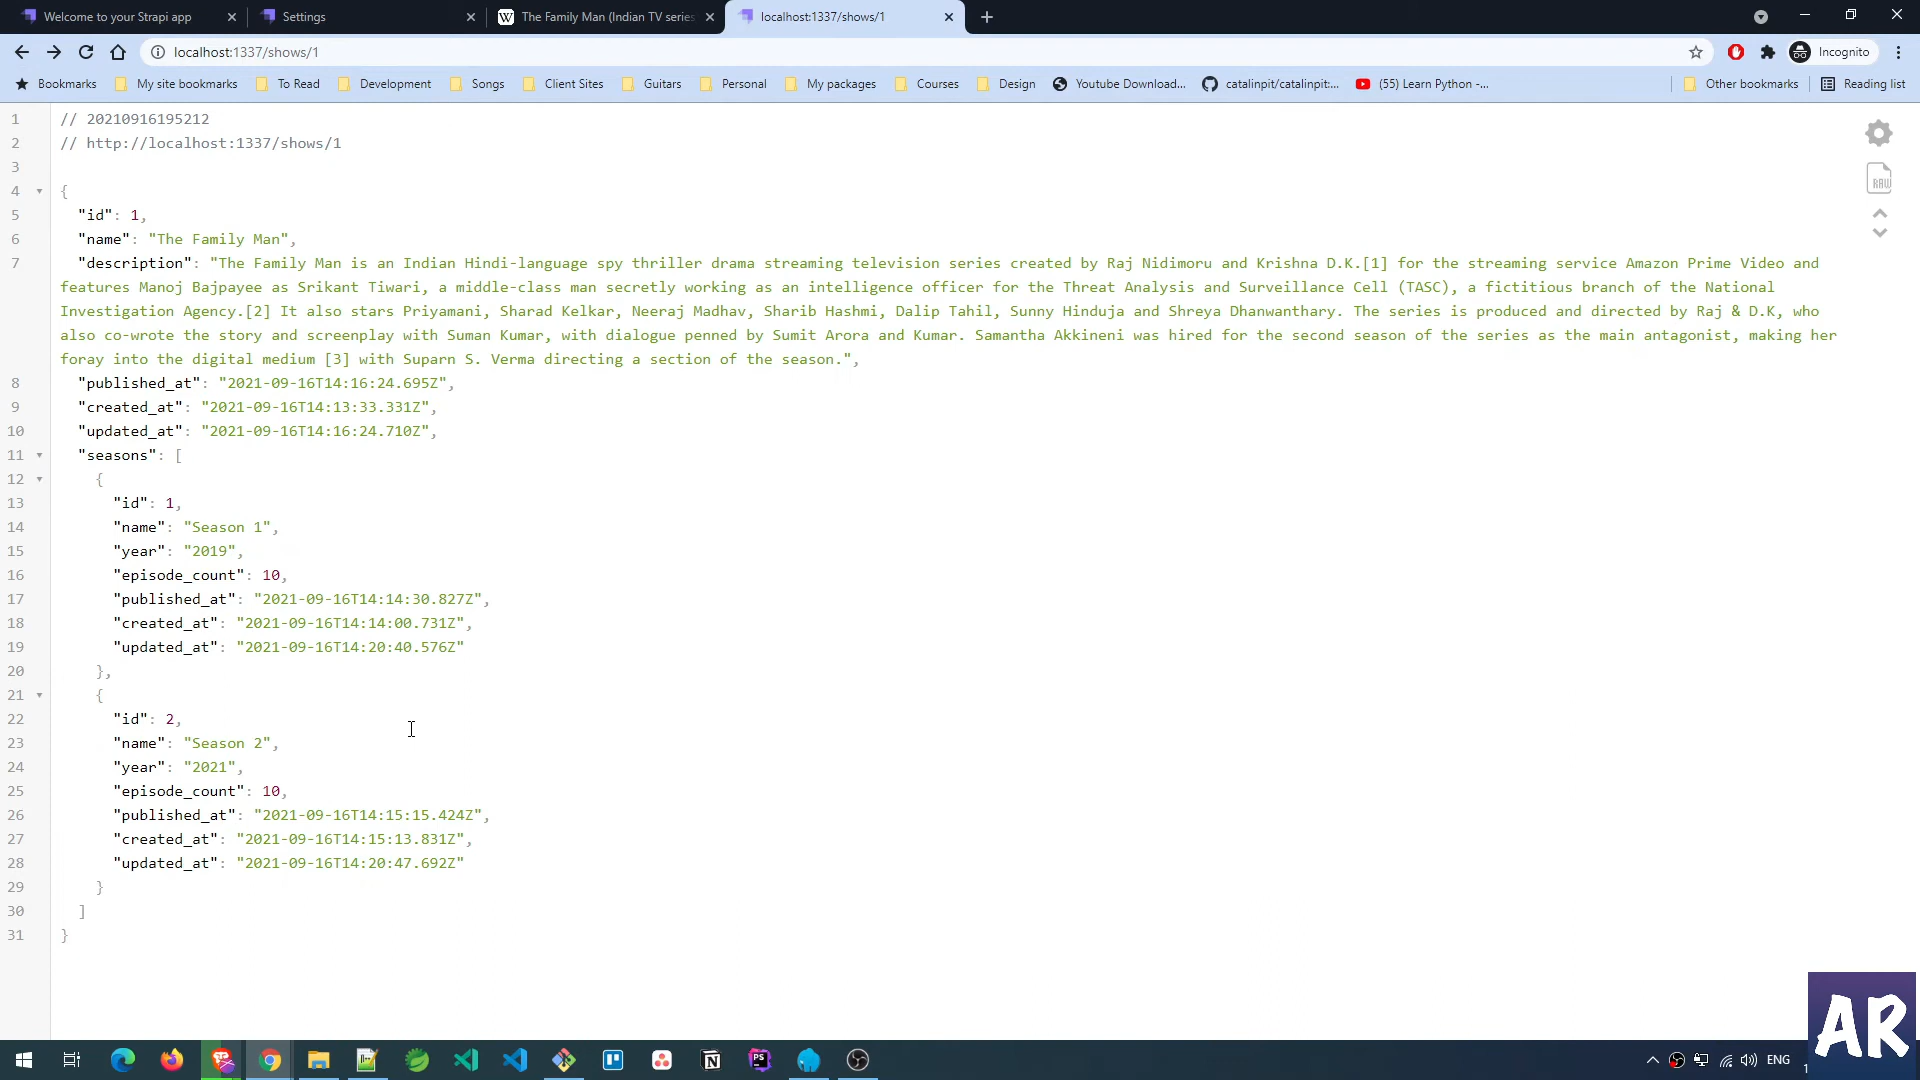 Welcome to your Strapi app
Settings
The Family Man (Indian TV series
localhost:1337/shows/1
localhost:1337/shows/1
Incognito
Bookmarks
My site bookmarks
To Read
Development
Songs
Client Sites
Guitars
Personal
My packages
Courses
Design
Youtube Download...
catalinpit/catalinpit:...
(55) Learn Python -...
Other bookmarks
Reading list
1 // 20210916195212
2 // http://localhost:1337/shows/1
3
4 {
5 "id": 1,
6 "name": "The Family Man",
7 "description": "The Family Man is an Indian Hindi-language spy thriller drama streaming television series created by Raj Nidimoru and Krishna D.K.[1] for the streaming service Amazon Prime Video and
features Manoj Bajpayee as Srikant Tiwari, a middle-class man secretly working as an intelligence officer for the Threat Analysis and Surveillance Cell (TASC), a fictitious branch of the National
Investigation Agency.[2] It also stars Priyamani, Sharad Kelkar, Neeraj Madhav, Sharib Hashmi, Dalip Tahil, Sunny Hinduja and Shreya Dhanwanthary. The series is produced and directed by Raj & D.K, who
also co-wrote the story and screenplay with Suman Kumar, with dialogue penned by Sumit Arora and Kumar. Samantha Akkineni was hired for the second season of the series as the main antagonist, making her
foray into the digital medium [3] with Suparn S. Verma directing a section of the season.",
8 "published_at": "2021-09-16T14:16:24.695Z",
9 "created_at": "2021-09-16T14:13:33.331Z",
10 "updated_at": "2021-09-16T14:16:24.710Z",
11 "seasons": [
12 {
13 "id": 1,
14 "name": "Season 1",
15 "year": "2019",
16 "episode_count": 10,
17 "published_at": "2021-09-16T14:14:30.827Z",
18 "created_at": "2021-09-16T14:14:00.731Z",
19 "updated_at": "2021-09-16T14:20:40.576Z"
20 },
21 {
22 "id": 2,
23 "name": "Season 2",
24 "year": "2021",
25 "episode_count": 10,
26 "published_at": "2021-09-16T14:15:15.424Z",
27 "created_at": "2021-09-16T14:15:13.831Z",
28 "updated_at": "2021-09-16T14:20:47.692Z"
29 }
30 ]
31 }
RAW
AR
ENG